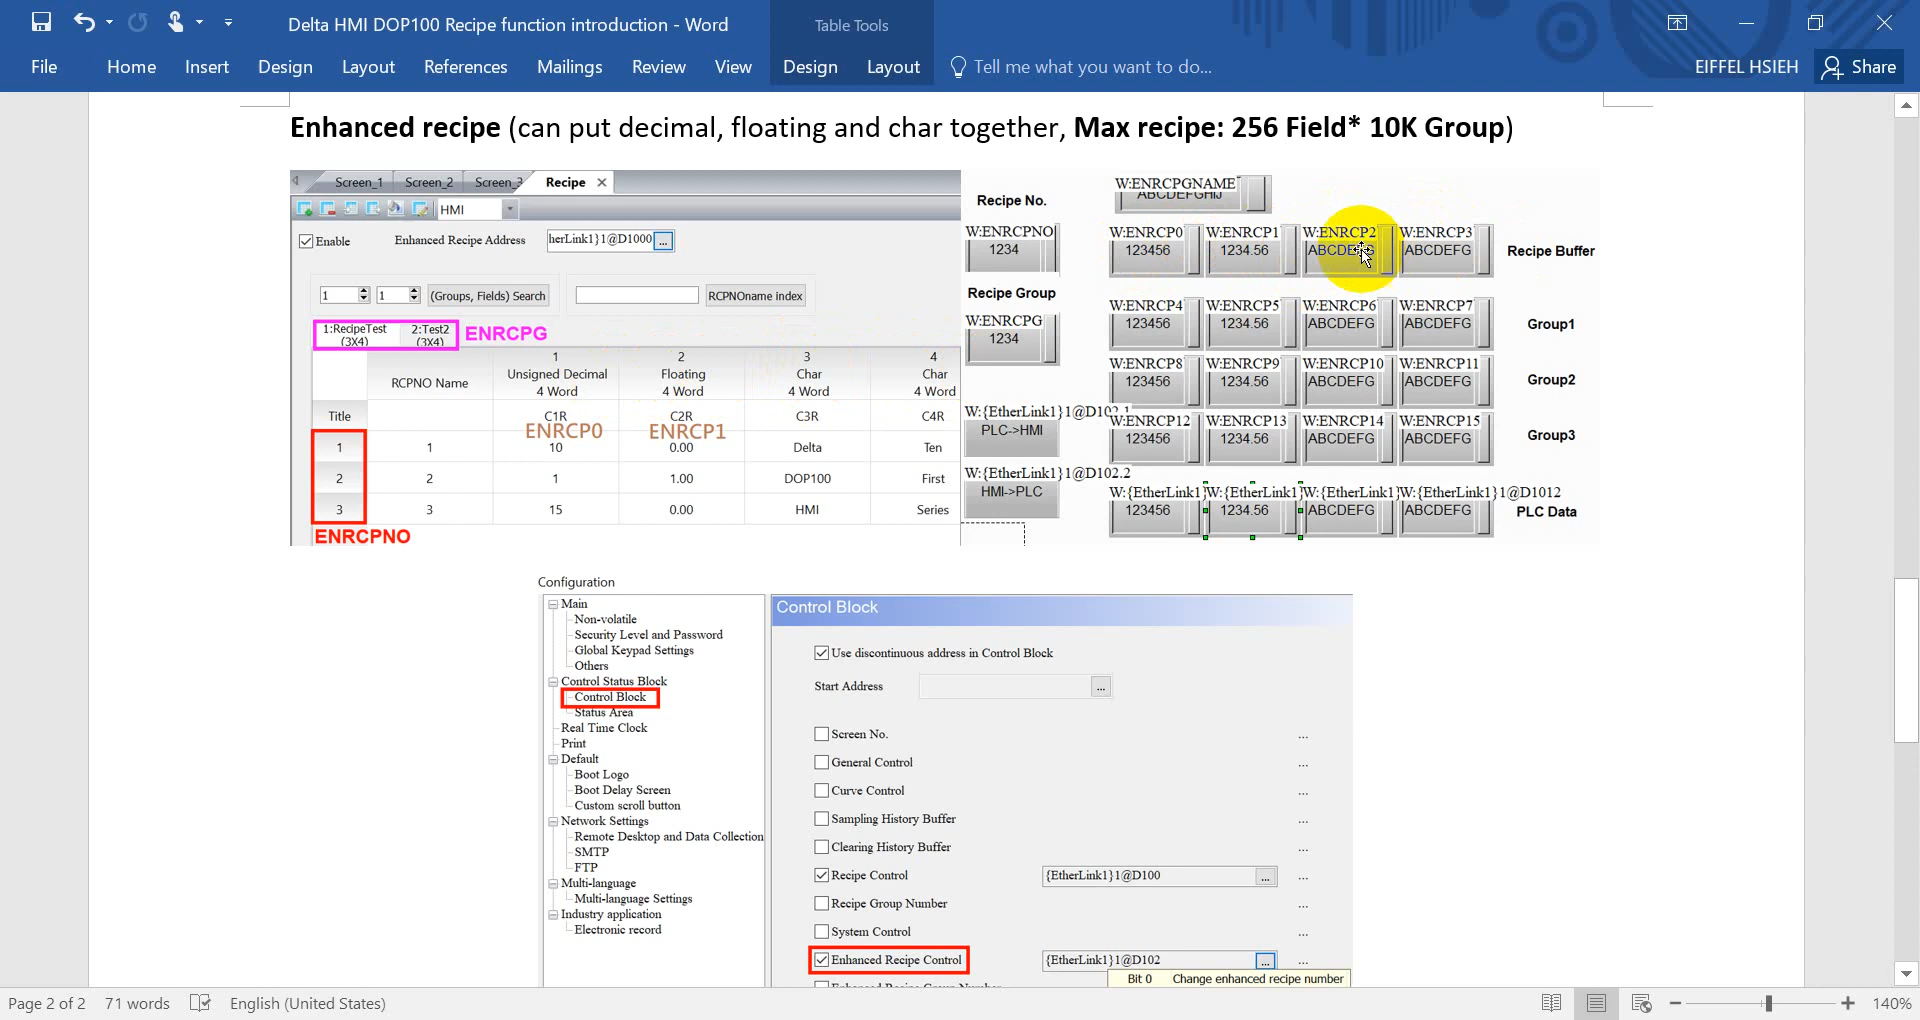 Delta HMI DOP100 Recipe function introduction - Word
Table Tools
File Home Insert Design Layout References Mailings Review View Design Layout Tell me what you want to do... EIFFEL HSIEH Share
Enhanced recipe (can put decimal, floating and char together, Max recipe: 256 Field* 10K Group)
Screen_1 Screen_2 Screen_3 Recipe
HMI
Enable Enhanced Recipe Address herLink1}1@D1000 ...
1 1 (Groups, Fields) Search RCPNOname index
1:RecipeTest (3X4) 2:Test2 (3X4) ENRCPG
1 2 3 4
RCPNO Name Unsigned Decimal Floating Char Char
4 Word 4 Word 4 Word 4 Word
Title C1R C2R C3R C4R
ENRCP0 ENRCP1
1 1 10 0.00 Delta Ten
2 2 1 1.00 DOP100 First
3 3 15 0.00 HMI Series
ENRCPNO
Recipe No.
W:ENRCPNO
1234
Recipe Group
W:ENRCPG
1234
W:{EtherLink1}1@D102.1
PLC->HMI
W:{EtherLink1}1@D102.2
HMI->PLC
W:ENRCPGNAME
ABCDEFGHIJ
W:ENRCP0 W:ENRCP1 W:ENRCP2 W:ENRCP3
123456 1234.56 ABCDEFG ABCDEFG Recipe Buffer
W:ENRCP4 W:ENRCP5 W:ENRCP6 W:ENRCP7
123456 1234.56 ABCDEFG ABCDEFG Group1
W:ENRCP8 W:ENRCP9 W:ENRCP10 W:ENRCP11
123456 1234.56 ABCDEFG ABCDEFG Group2
W:ENRCP12 W:ENRCP13 W:ENRCP14 W:ENRCP15
123456 1234.56 ABCDEFG ABCDEFG Group3
W:{EtherLink1} W:{EtherLink1} W:{EtherLink1} W:{EtherLink1}1@D1012
123456 1234.56 ABCDEFG ABCDEFG PLC Data
Configuration
Main
Non-volatile
Security Level and Password
Global Keypad Settings
Others
Control Status Block
Control Block
Status Area
Real Time Clock
Print
Default
Boot Logo
Boot Delay Screen
Custom scroll button
Network Settings
Remote Desktop and Data Collection
SMTP
FTP
Multi-language
Multi-language Settings
Industry application
Electronic record
Control Block
Use discontinuous address in Control Block
Start Address ...
Screen No. ...
General Control ...
Curve Control ...
Sampling History Buffer ...
Clearing History Buffer ...
Recipe Control {EtherLink1}1@D100 ... ...
Recipe Group Number ...
System Control ...
Enhanced Recipe Control {EtherLink1}1@D102 ... ...
Bit 0 Change enhanced recipe number
Page 2 of 2 71 words English (United States) 140%